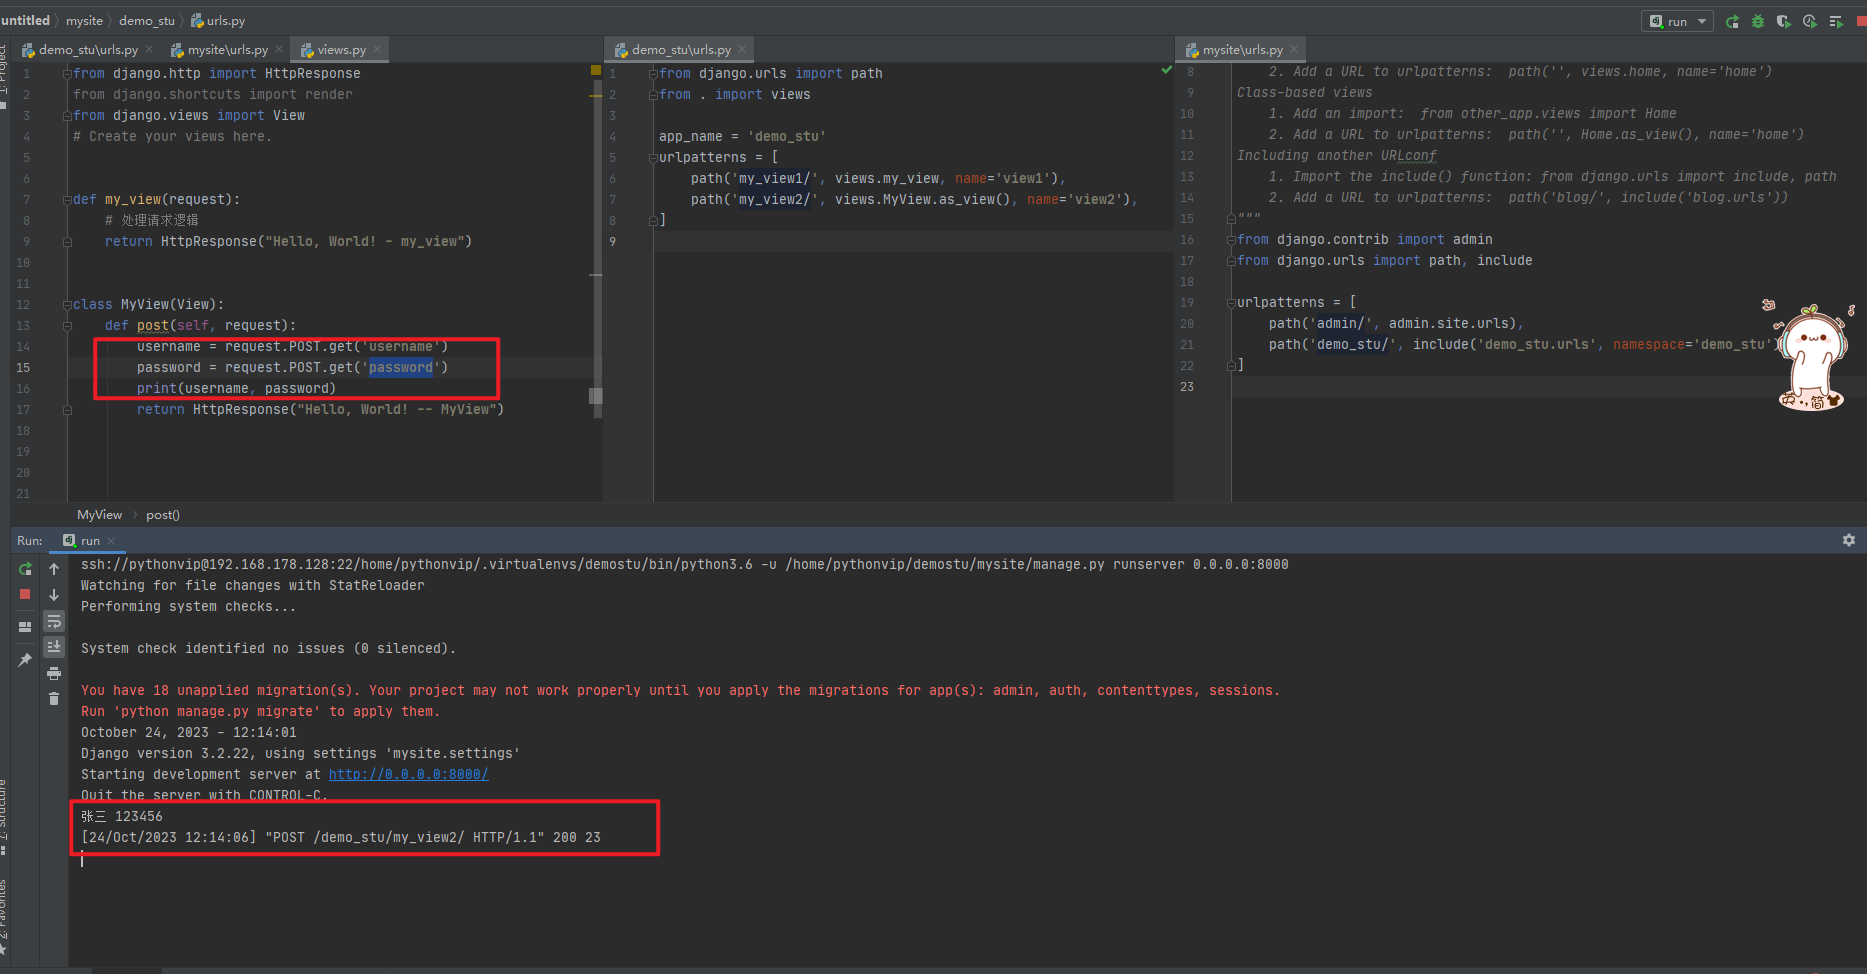 untitled mysite demo_stu urls.py
run
demo_stu\urls.py mysite\urls.py views.py
1 from django.http import HttpResponse
2 from django.shortcuts import render
3 from django.views import View
4 # Create your views here.
5
6
7 def my_view(request):
8 # 处理请求逻辑
9 return HttpResponse("Hello, World! - my_view")
10
11
12 class MyView(View):
13 def post(self, request):
14 username = request.POST.get('username')
15 password = request.POST.get('password')
16 print(username, password)
17 return HttpResponse("Hello, World! -- MyView")
18
19
20
21
MyView post()
demo_stu\urls.py
1 from django.urls import path
2 from . import views
3
4 app_name = 'demo_stu'
5 urlpatterns = [
6 path('my_view1/', views.my_view, name='view1'),
7 path('my_view2/', views.MyView.as_view(), name='view2'),
8 ]
9
mysite\urls.py
8 2. Add a URL to urlpatterns: path('', views.home, name='home')
9 Class-based views
10 1. Add an import: from other_app.views import Home
11 2. Add a URL to urlpatterns: path('', Home.as_view(), name='home')
12 Including another URLconf
13 1. Import the include() function: from django.urls import include, path
14 2. Add a URL to urlpatterns: path('blog/', include('blog.urls'))
15 """
16 from django.contrib import admin
17 from django.urls import path, include
18
19 urlpatterns = [
20 path('admin/', admin.site.urls),
21 path('demo_stu/', include('demo_stu.urls', namespace='demo_stu')
22 ]
23
英 简
Run: run
ssh://pythonvip@192.168.178.128:22/home/pythonvip/.virtualenvs/demostu/bin/python3.6 -u /home/pythonvip/demostu/mysite/manage.py runserver 0.0.0.0:8000
Watching for file changes with StatReloader
Performing system checks...
System check identified no issues (0 silenced).
You have 18 unapplied migration(s). Your project may not work properly until you apply the migrations for app(s): admin, auth, contenttypes, sessions.
Run 'python manage.py migrate' to apply them.
October 24, 2023 - 12:14:01
Django version 3.2.22, using settings 'mysite.settings'
Starting development server at http://0.0.0.0:8000/
Quit the server with CONTROL-C.
张三 123456
[24/Oct/2023 12:14:06] "POST /demo_stu/my_view2/ HTTP/1.1" 200 23
1: Project
7: Structure
2: Favorites